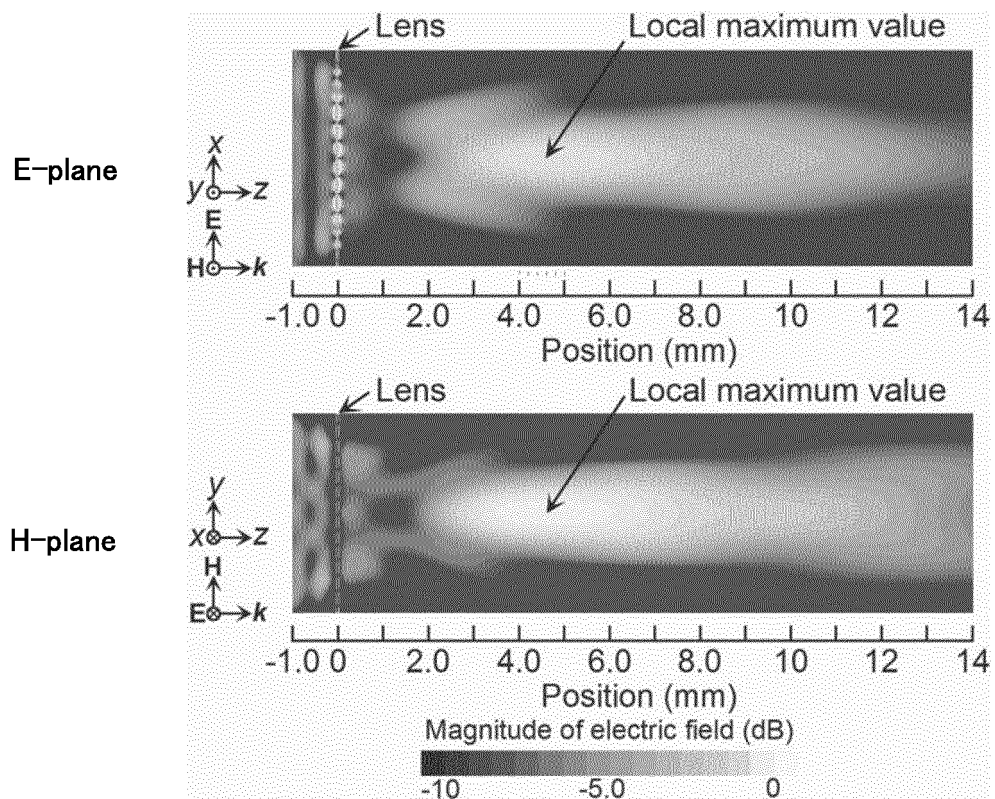 Lens
Local maximum value
E-plane
x
y
z
E
H
k
-1.0 0 2.0 4.0 6.0 8.0 10 12 14
Position (mm)
Lens
Local maximum value
H-plane
y
x
z
H
E
k
-1.0 0 2.0 4.0 6.0 8.0 10 12 14
Position (mm)
Magnitude of electric field (dB)
-10 -5.0 0